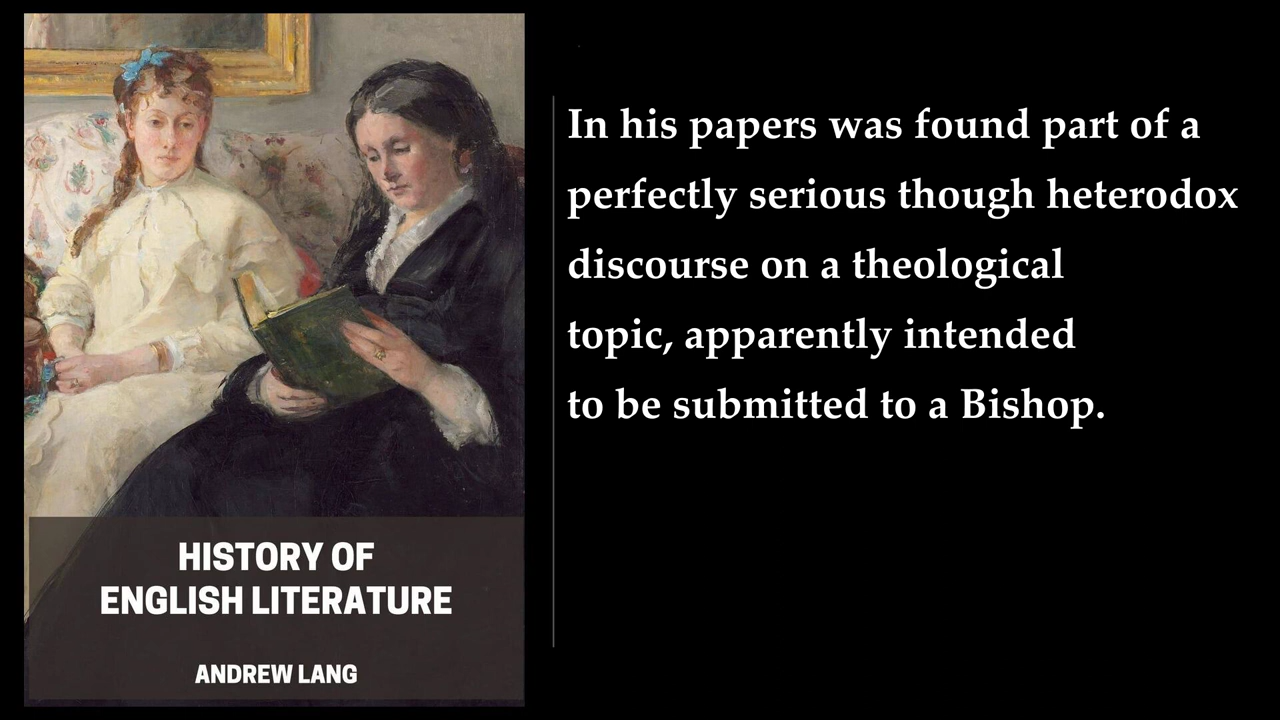 In his papers was found part of a
perfectly serious though heterodox
discourse on a theological
topic, apparently intended
to be submitted to a Bishop.
HISTORY OF
ENGLISH LITERATURE
ANDREW LANG